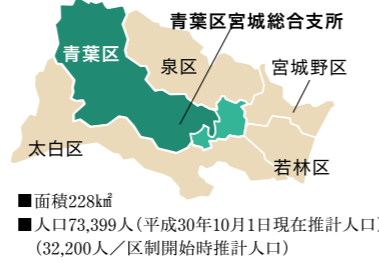 青葉区宮城総合支所
青葉区
泉区
宮城野区
太白区
若林区
■面積228㎢
■人口73,399人(平成30年10月1日現在推計人口)
(32,200人／区制開始時推計人口)